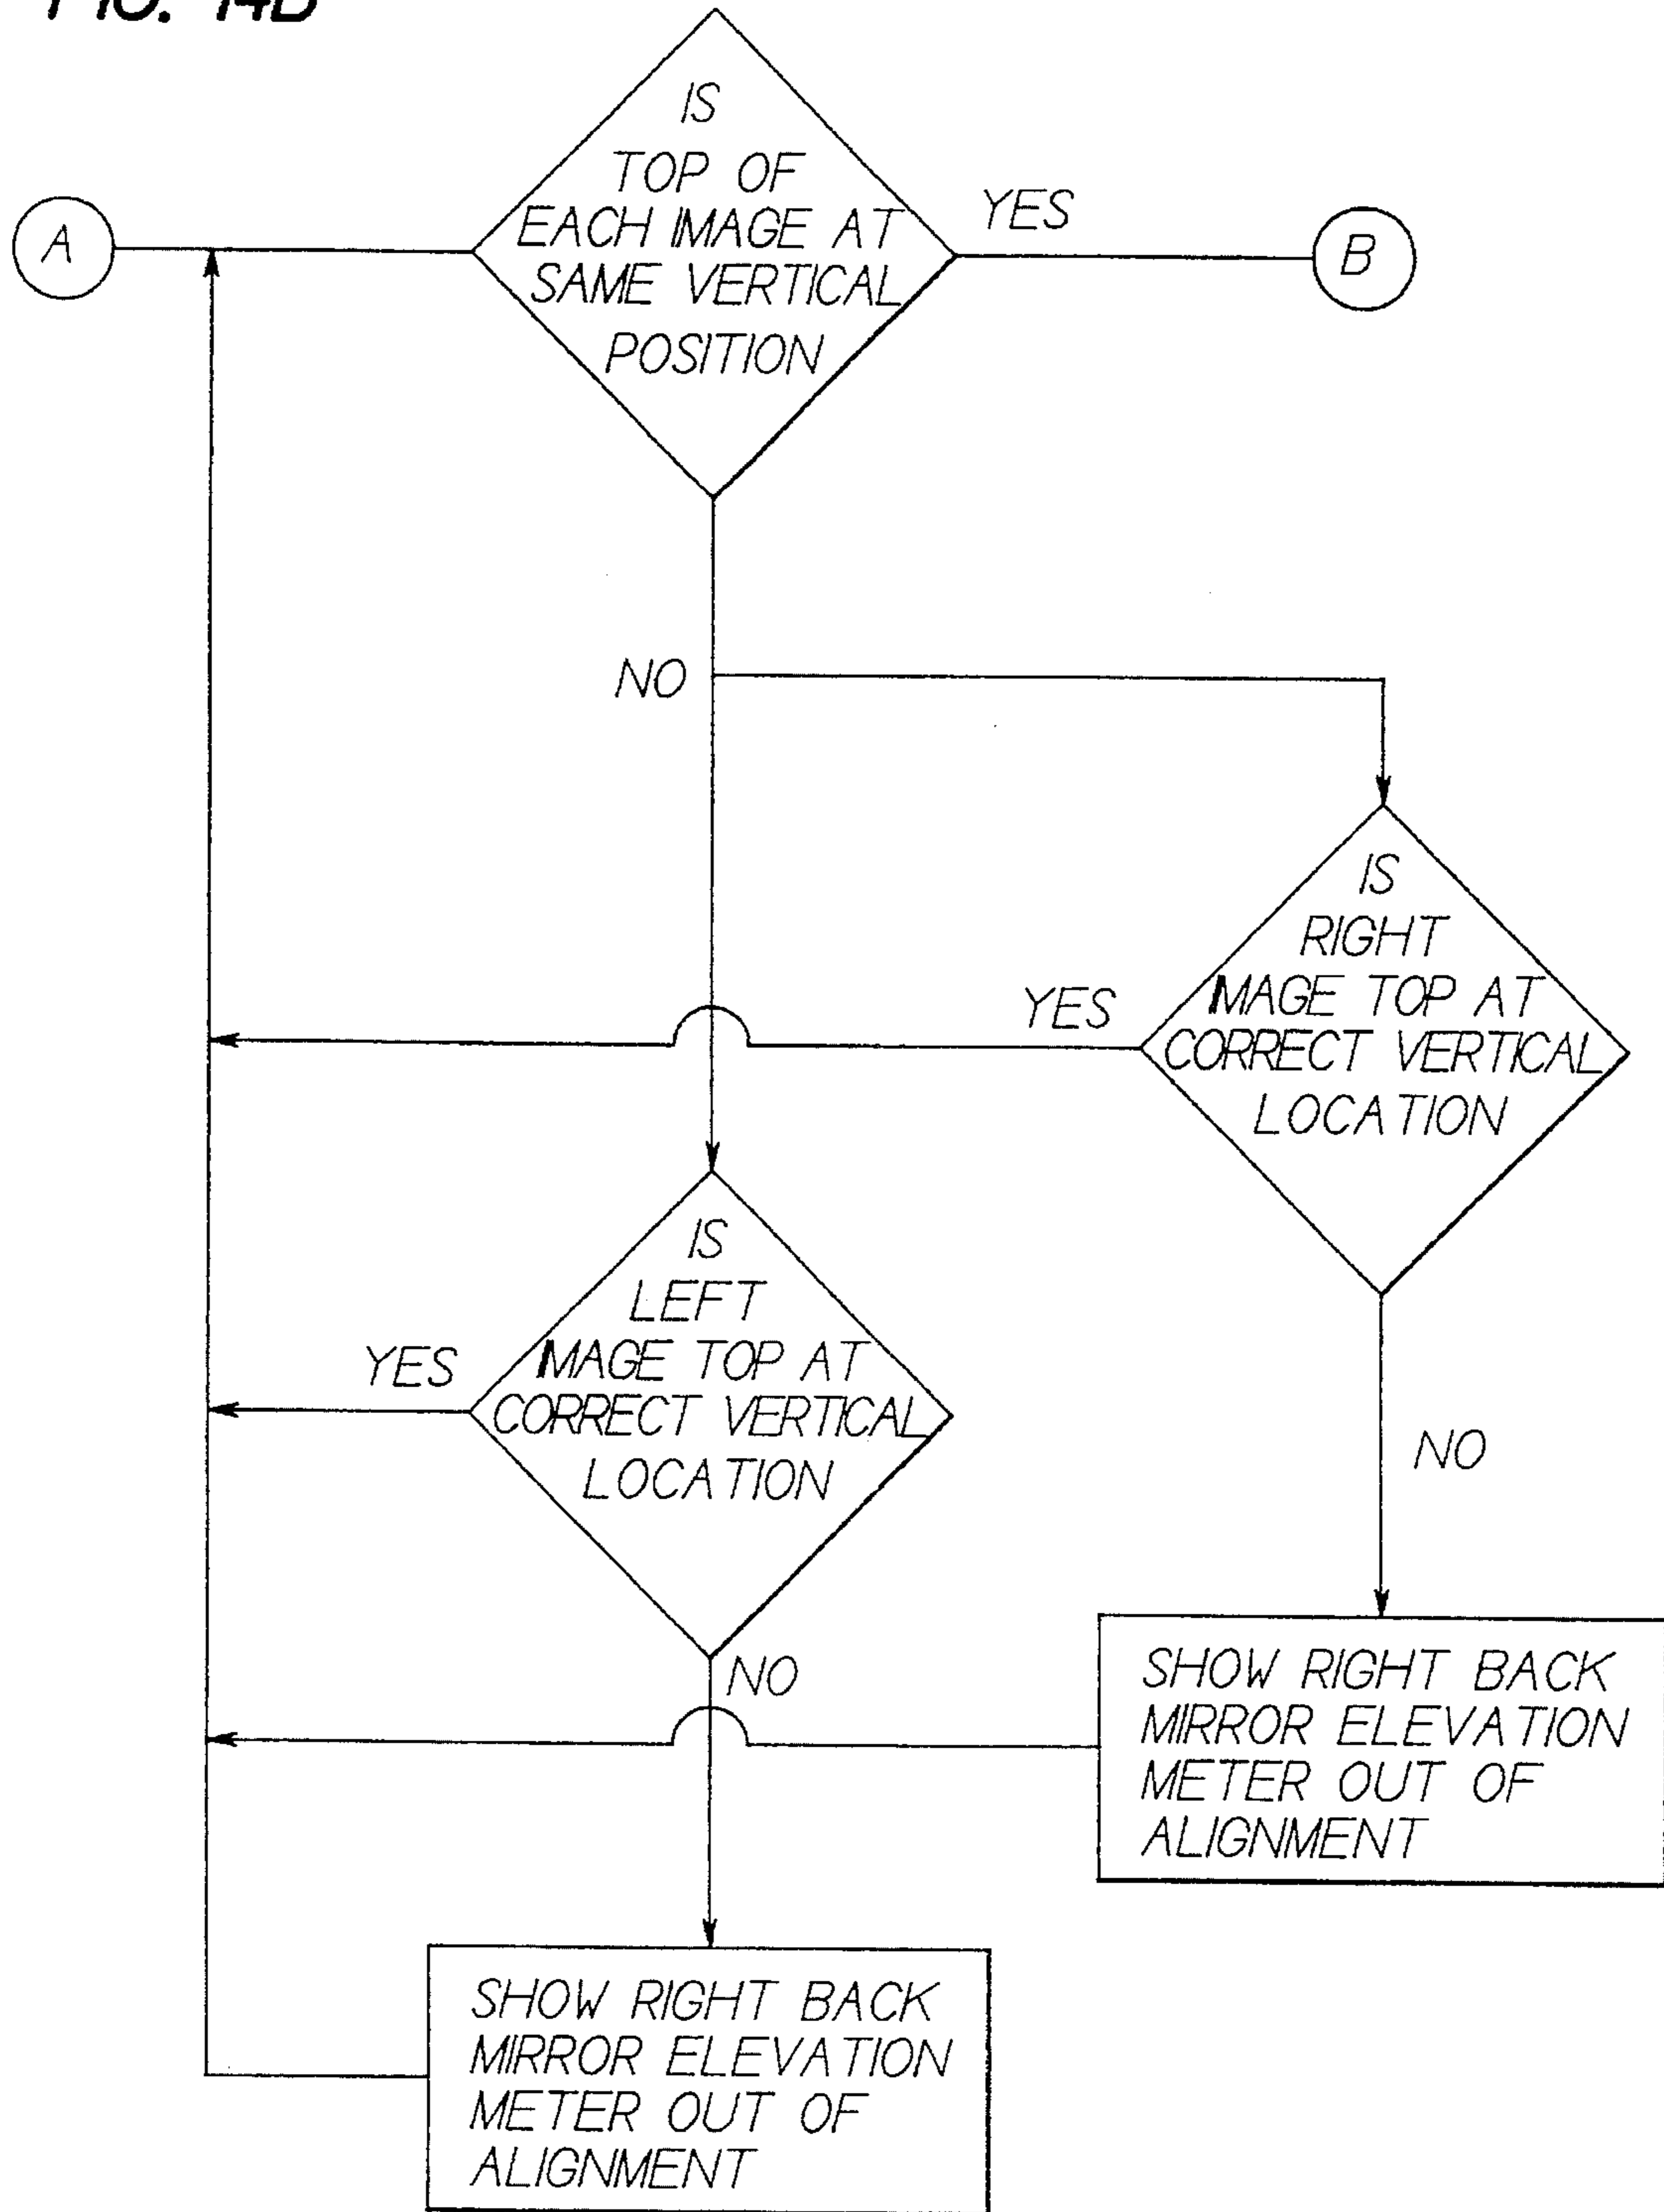 FIG. 14B
IS
TOP OF
EACH IMAGE AT
SAME VERTICAL
POSITION
YES
A
B
NO
IS
RIGHT
IMAGE TOP AT
CORRECT VERTICAL
LOCATION
YES
IS
LEFT
IMAGE TOP AT
CORRECT VERTICAL
LOCATION
YES
NO
NO
SHOW RIGHT BACK
MIRROR ELEVATION
METER OUT OF
ALIGNMENT
SHOW RIGHT BACK
MIRROR ELEVATION
METER OUT OF
ALIGNMENT